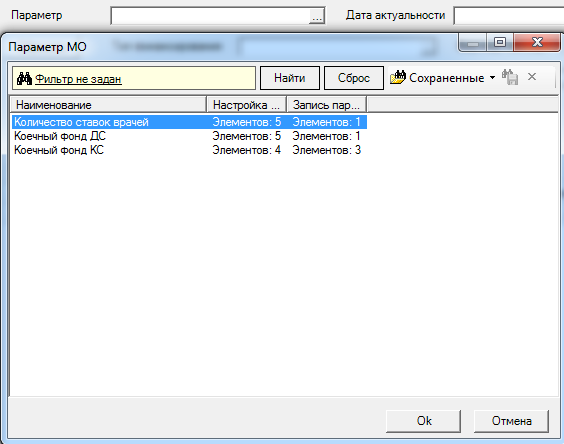 Параметр ... Дата актуальности
Параметр МО
Фильтр не задан Найти Сброс Сохраненные
Наименование Настройка ... Запись пар...
Количество ставок врачей Элементов: 5 Элементов: 1
Коечный фонд ДС Элементов: 5 Элементов: 1
Коечный фонд КС Элементов: 4 Элементов: 3
Ok Отмена